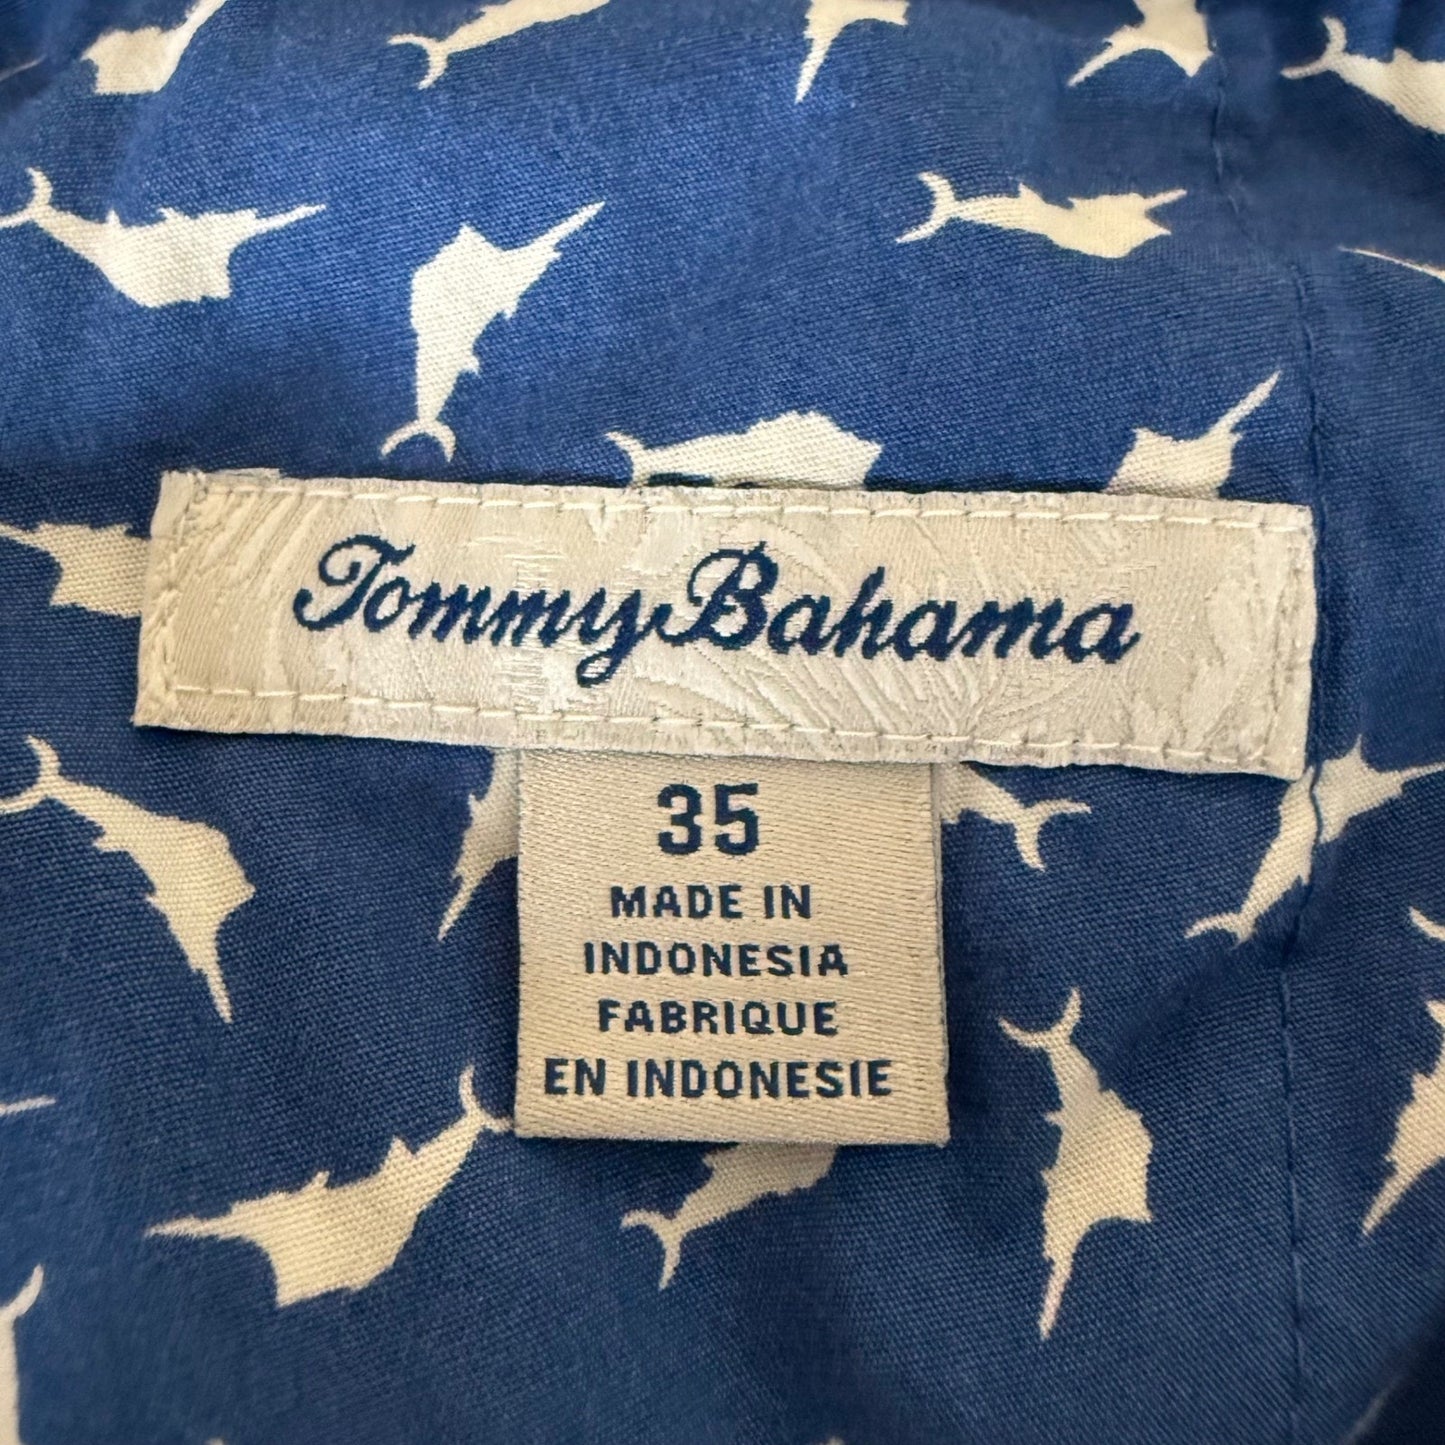 Tommy Bahama
35
MADE IN
INDONESIA
FABRIQUE
EN INDONESIE